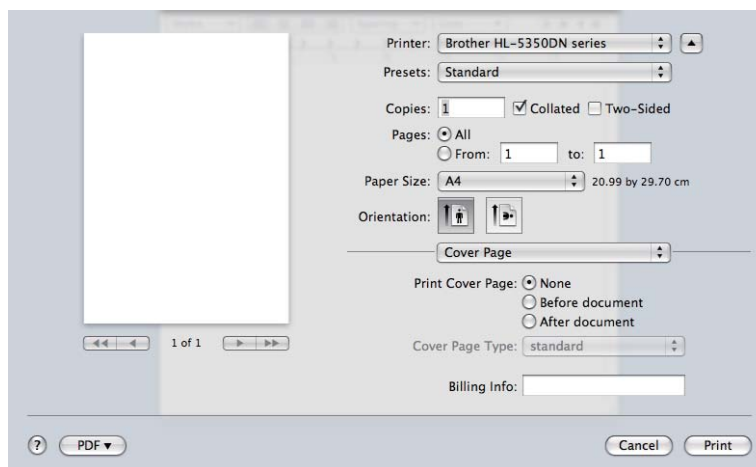 Printer: Brother HL-5350DN series
Presets: Standard
Copies: 1 Collated Two-Sided
Pages: All
From: 1 to: 1
Paper Size: A4 20.99 by 29.70 cm
Orientation:
Cover Page
Print Cover Page: None
Before document
After document
1 of 1
Cover Page Type: standard
Billing Info:
? PDF Cancel Print